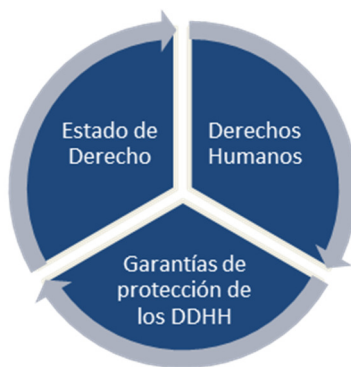 Estado de
Derecho
Derechos
Humanos
Garantías de
protección de
los DDHH